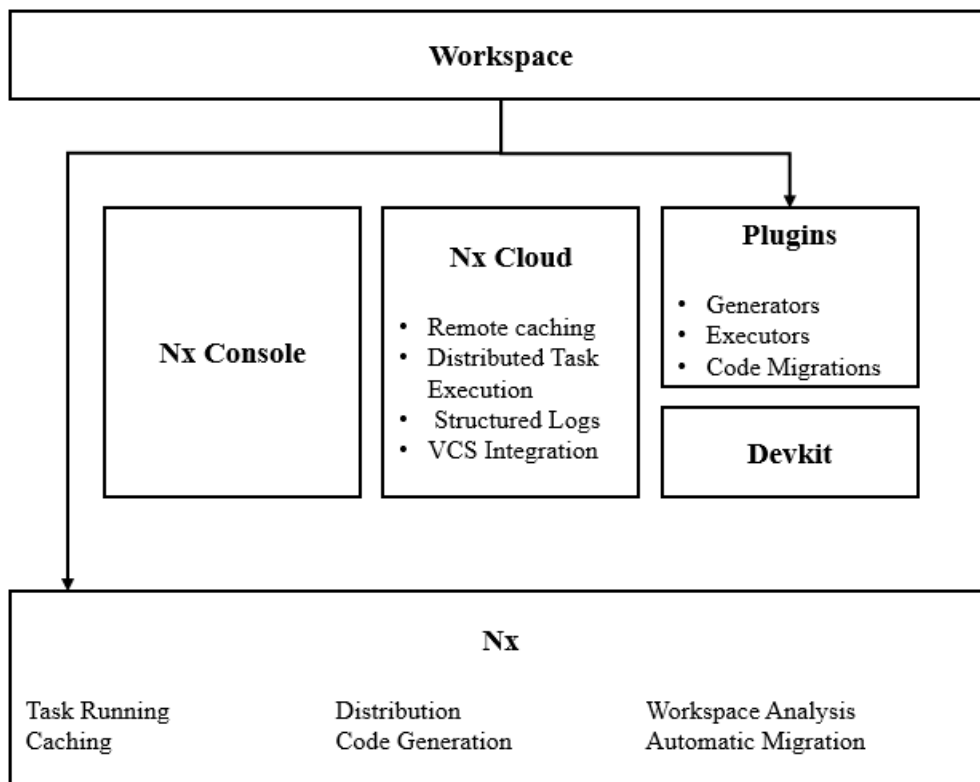 Workspace
Nx Console
Nx Cloud
• Remote caching
• Distributed Task
Execution
• Structured Logs
• VCS Integration
Plugins
• Generators
• Executors
• Code Migrations
Devkit
Nx
Task Running
Caching
Distribution
Code Generation
Workspace Analysis
Automatic Migration